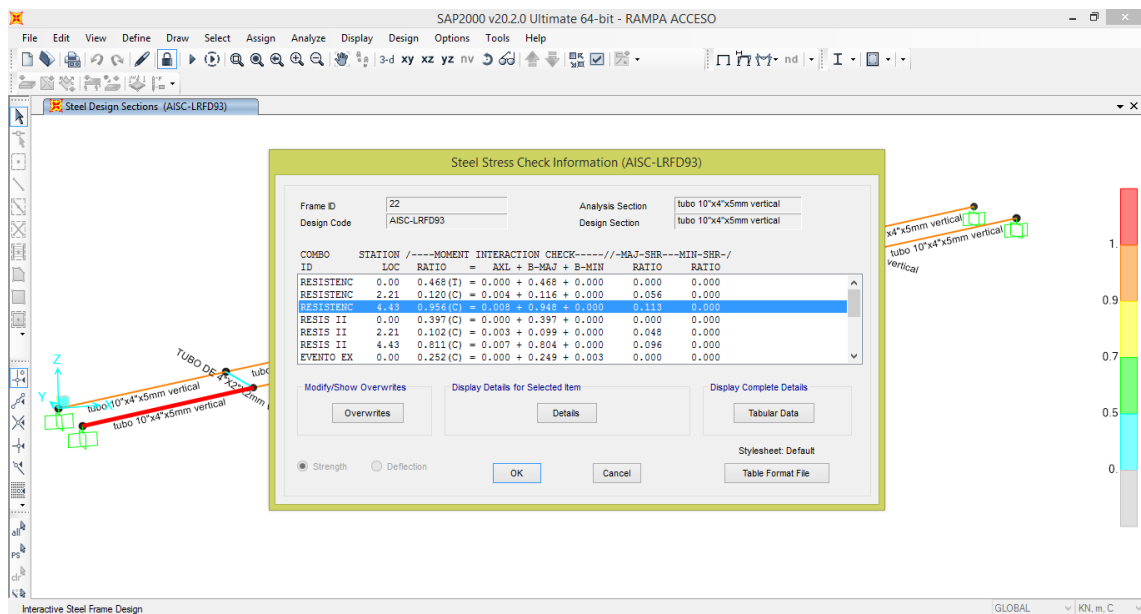 SAP2000 v20.2.0 Ultimate 64-bit - RAMPA ACCESO
File Edit View Define Draw Select Assign Analyze Display Design Options Tools Help
3-d xy xz yz nv nd
Steel Design Sections (AISC-LRFD93)
Steel Stress Check Information (AISC-LRFD93)
Frame ID 22 Analysis Section tubo 10"x4"x5mm vertical
Design Code AISC-LRFD93 Design Section tubo 10"x4"x5mm vertical
COMBO STATION /----MOMENT INTERACTION CHECK-----//-MAJ-SHR---MIN-SHR-/
ID LOC RATIO = AXL + B-MAJ + B-MIN RATIO RATIO
RESISTENC 0.00 0.468(T) = 0.000 + 0.468 + 0.000 0.000 0.000
RESISTENC 2.21 0.120(C) = 0.004 + 0.116 + 0.000 0.056 0.000
RESISTENC 4.43 0.956(C) = 0.008 + 0.948 + 0.000 0.113 0.000
RESIS II 0.00 0.397(C) = 0.000 + 0.397 + 0.000 0.000 0.000
RESIS II 2.21 0.102(C) = 0.003 + 0.099 + 0.000 0.048 0.000
RESIS II 4.43 0.811(C) = 0.007 + 0.804 + 0.000 0.096 0.000
EVENTO EX 0.00 0.252(C) = 0.000 + 0.249 + 0.003 0.000 0.000
Modify/Show Overwrites Display Details for Selected Item Display Complete Details
Overwrites Details Tabular Data
Stylesheet: Default
Strength Deflection OK Cancel Table Format File
x4"x5mm vertical
tubo 10"x4"x5mm vertical
vertical
TUBO DE 4"x2"x2mm
tubo
tubo 10"x4"x5mm vertical
tubo 10"x4"x5mm vertical
Z
Y
X
1.
0.9
0.7
0.5
0.
all
PS
clr
Interactive Steel Frame Design GLOBAL KN, m, C